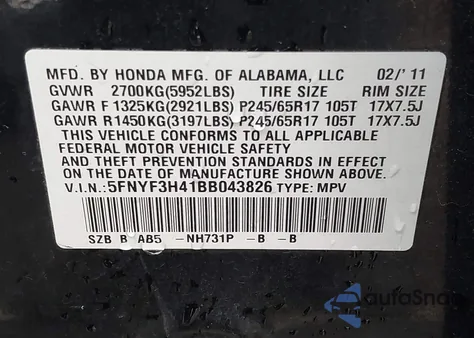 MFD. BY HONDA MFG. OF ALABAMA, LLC 02/'11
GVWR 2700KG(5952LBS) TIRE SIZE RIM SIZE
GAWR F 1325KG(2921LBS) P245/65R17 105T 17X7.5J
GAWR R 1450KG(3197LBS) P245/65R17 105T 17X7.5J
THIS VEHICLE CONFORMS TO ALL APPLICABLE
FEDERAL MOTOR VEHICLE SAFETY
AND THEFT PREVENTION STANDARDS IN EFFECT
ON THE DATE OF MANUFACTURE SHOWN ABOVE.
V.I.N.:5FNYF3H41BB043826 TYPE: MPV
SZB B AB5 -NH731P -B -B
autoSnap